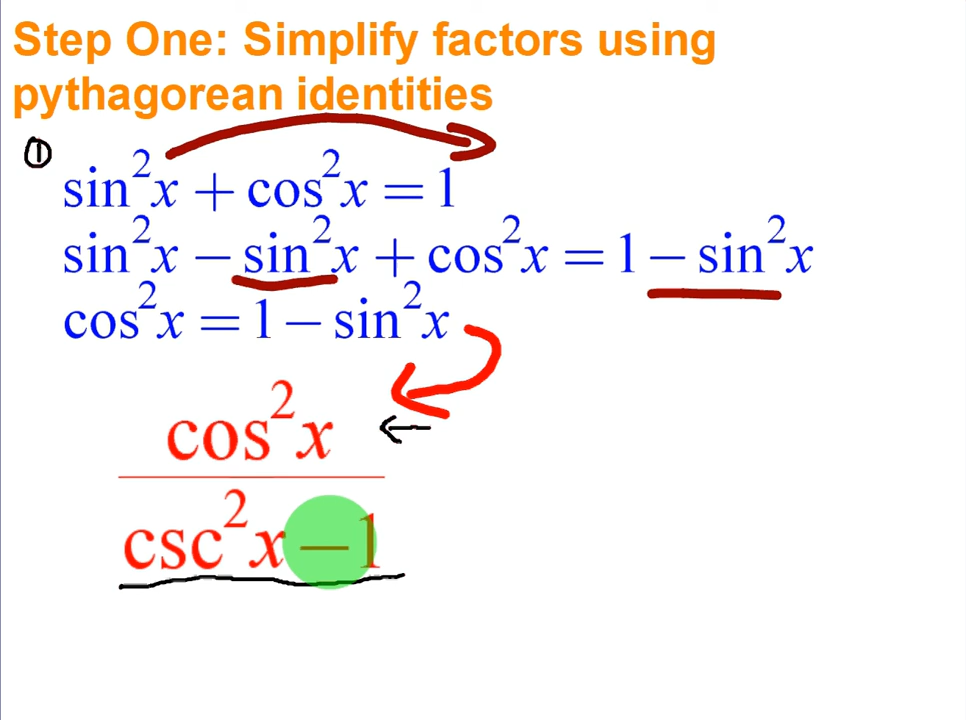 Step One: Simplify factors using
pythagorean identities
①
sin²x + cos²x = 1
sin²x − sin²x + cos²x = 1 − sin²x
cos²x = 1 − sin²x
cos²x
csc²x − 1